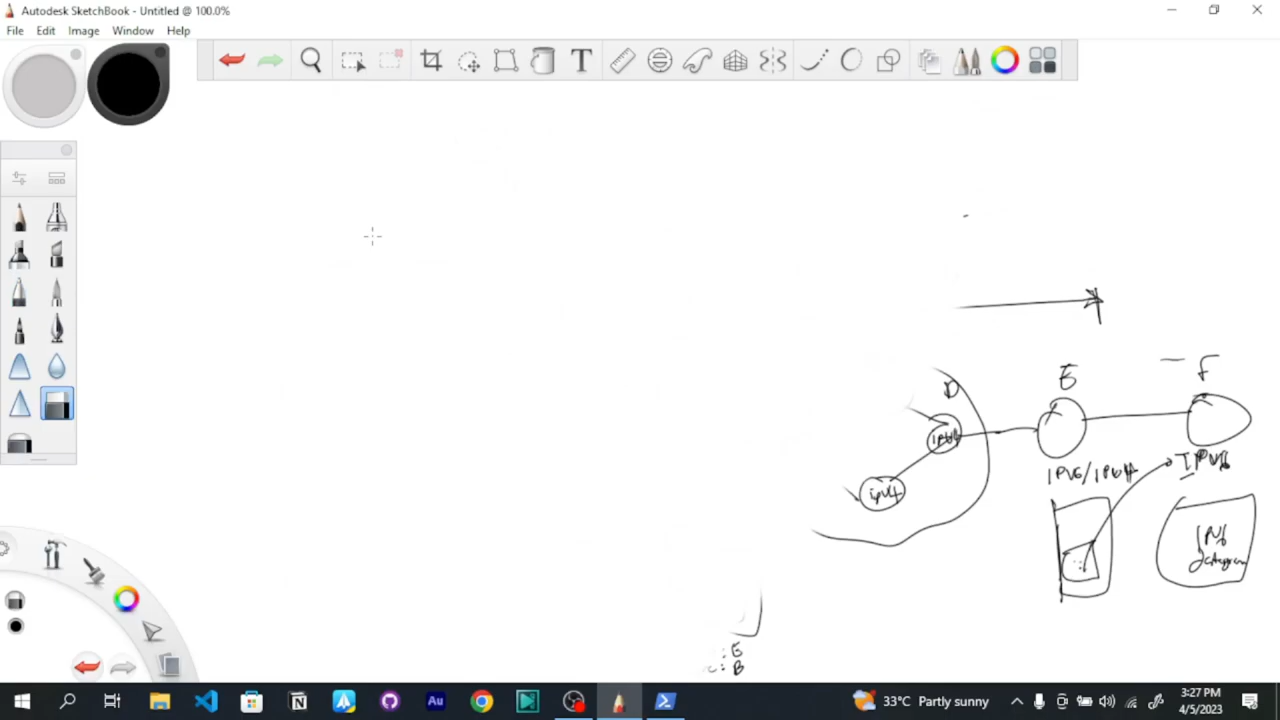 Autodesk SketchBook - Untitled @ 100.0%
File Edit Image Window Help
T
E
F
D
IPV4
IPV6/IPV4
IPV6
IPV4
IPV6
datagram
: E
: B
Au
33°C Partly sunny
3:27 PM
4/5/2023